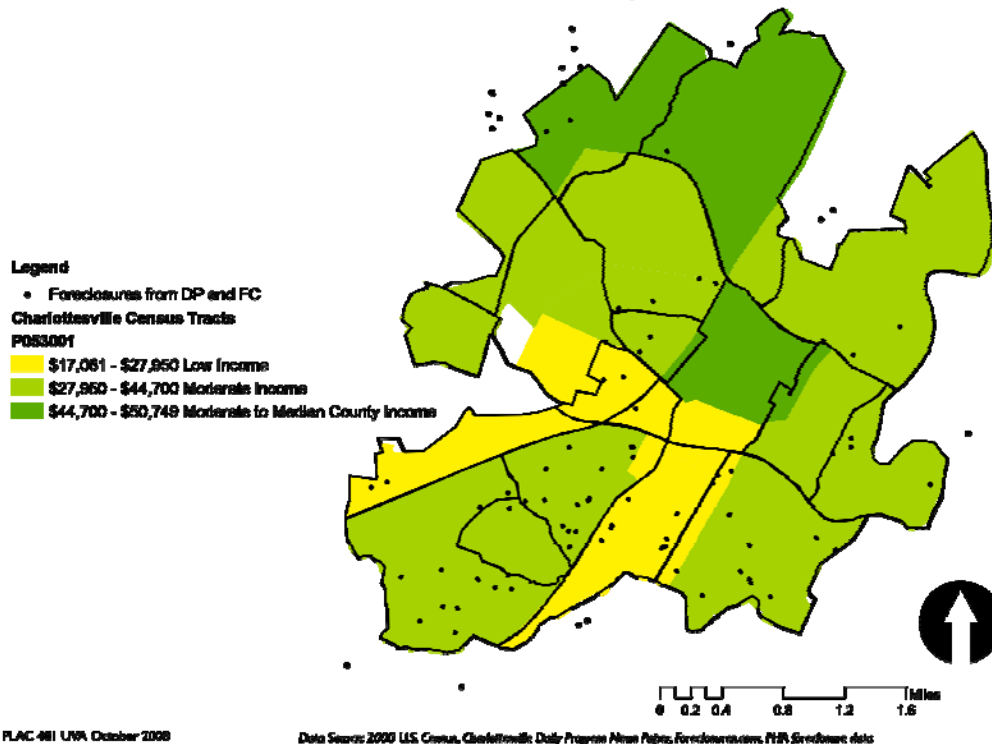 Legend
Foreclosures from DP and FC
Charlottesville Census Tracts
P053001
$17,061 - $27,950 Low Income
$27,950 - $44,700 Moderate Income
$44,700 - $50,749 Moderate to Median County Income
Miles
0 0.2 0.4 0.8 1.2 1.6
PLAC 461 UVA October 2008
Data Source: 2000 U.S. Census, Charlottesville Daily Progress News Paper, Foreclosures.com, PHA foreclosure data